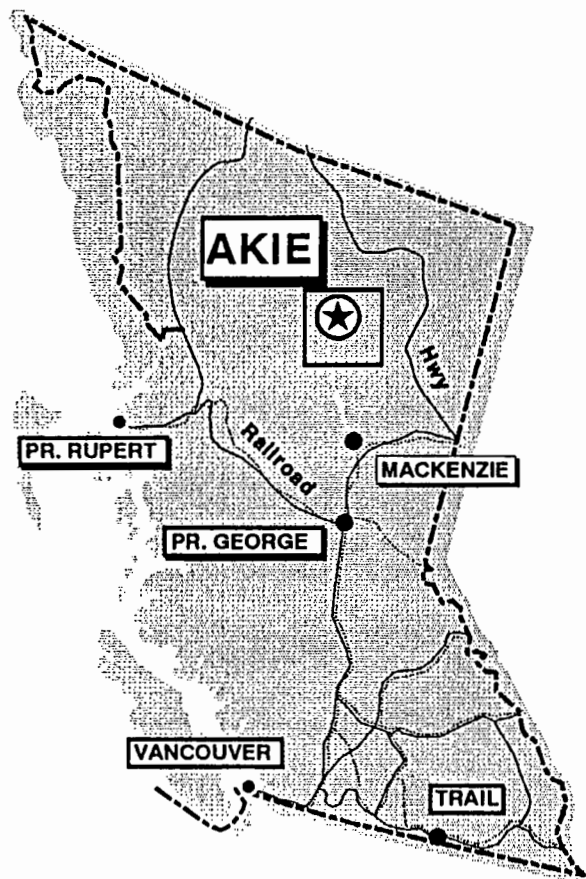 AKIE
Hwy
PR. RUPERT
Railroad
MACKENZIE
PR. GEORGE
VANCOUVER
TRAIL